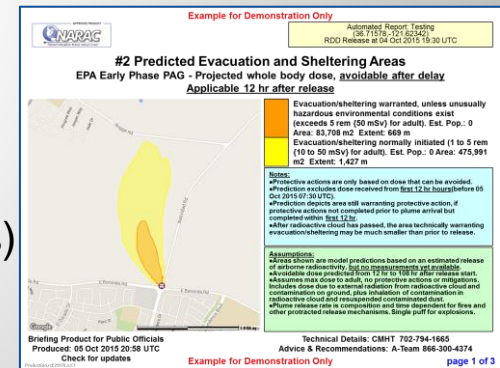 Example for Demonstration Only
NARAC
Automated Report: Testing
(36.71578,-121.62342)
RDD Release at 04 Oct 2015 19:30 UTC
#2 Predicted Evacuation and Sheltering Areas
EPA Early Phase PAG - Projected whole body dose, avoidable after delay
Applicable 12 hr after release
Evacuation/sheltering warranted, unless unusually
hazardous environmental conditions exist
(exceeds 5 rem {50 mSv} for adult). Est. Pop.: 0
Area: 83,708 m2 Extent: 669 m
Evacuation/sheltering normally initiated (1 to 5 rem
{10 to 50 mSv} for adult). Est. Pop.: 0 Area: 475,991
m2 Extent: 1,427 m
Notes:
•Protective actions are only based on dose that can be avoided.
•Prediction excludes dose received from first 12 hr hours(before 05
Oct 2015 07:30 UTC).
•Prediction depicts area still warranting protective action, if
protective actions not completed prior to plume arrival but
completed within first 12 hr.
•After radioactive cloud has passed, the area technically warranting
evacuation/sheltering may be much smaller than prior to release.
Assumptions:
•Areas shown are model predictions based on an estimated release
of airborne radioactivity, but no measurements yet available.
•Avoidable dose predicted from 12 hr to 108 hr after release start.
•Assumes max dose to adult, no protective actions or mitigations.
Includes dose due to external radiation from radioactive cloud and
contamination on ground, plus inhalation of contamination in
radioactive cloud and resuspended contaminated dust.
•Plume release rate is composition and time dependent for fires and
other protracted release mechanisms. Single puff for explosions.
)
Google
Briefing Product for Public Officials
Produced: 05 Oct 2015 20:58 UTC
Check for updates
Technical Details: CMHT 702-794-1665
Advice & Recommendations: A-Team 866-300-4374
Example for Demonstration Only
page 1 of 3